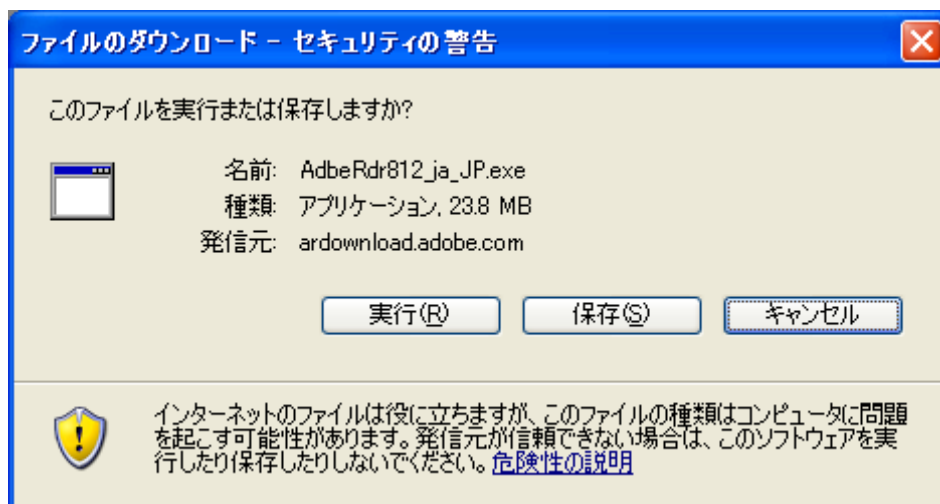 ファイルのダウンロード - セキュリティの警告
このファイルを実行または保存しますか?
名前: AdbeRdr812_ja_JP.exe
種類: アプリケーション, 23.8 MB
発信元: ardownload.adobe.com
実行(R) 保存(S) キャンセル
インターネットのファイルは役に立ちますが、このファイルの種類はコンピュータに問題
を起こす可能性があります。発信元が信頼できない場合は、このソフトウェアを実
行したり保存したりしないでください。危険性の説明